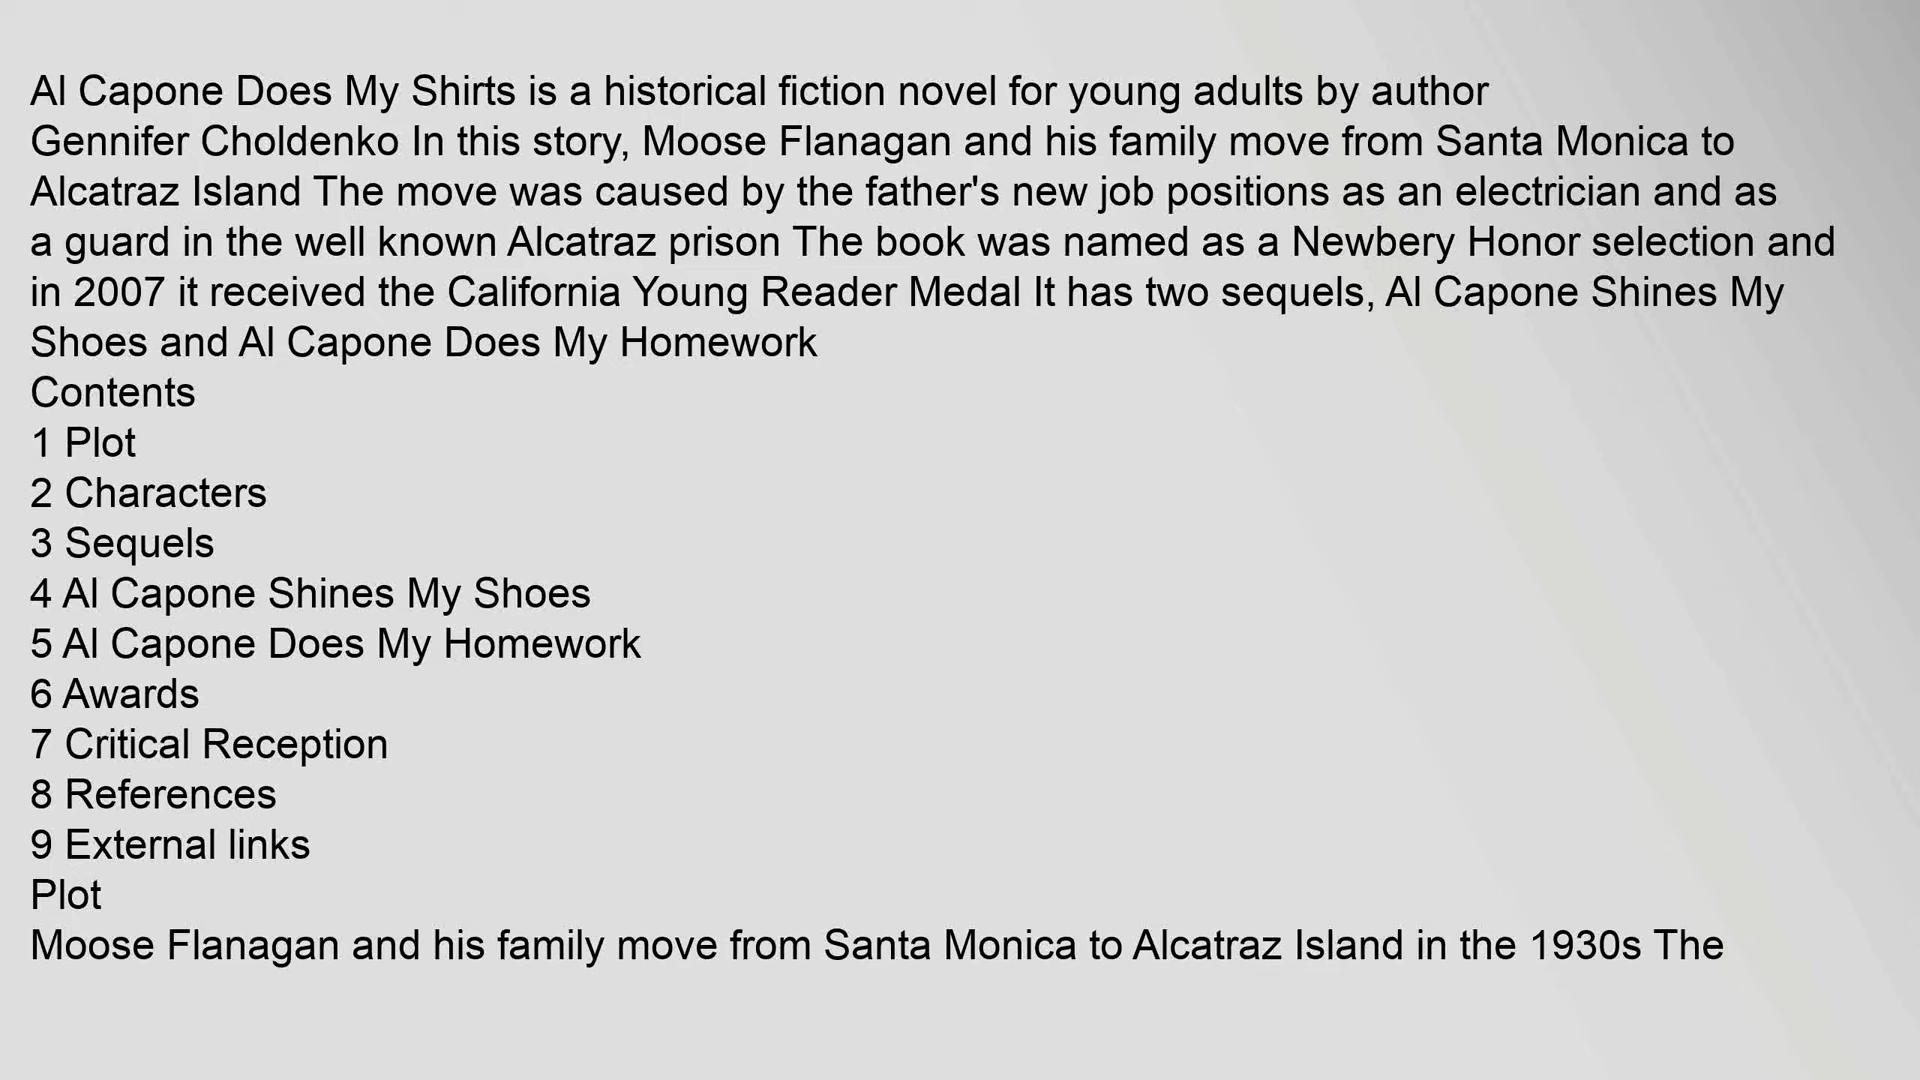 Al Capone Does My Shirts is a historical fiction novel for young adults by author
Gennifer Choldenko In this story, Moose Flanagan and his family move from Santa Monica to
Alcatraz Island The move was caused by the father's new job positions as an electrician and as
a guard in the well known Alcatraz prison The book was named as a Newbery Honor selection and
in 2007 it received the California Young Reader Medal It has two sequels, Al Capone Shines My
Shoes and Al Capone Does My Homework
Contents
1 Plot
2 Characters
3 Sequels
4 Al Capone Shines My Shoes
5 Al Capone Does My Homework
6 Awards
7 Critical Reception
8 References
9 External links
Plot
Moose Flanagan and his family move from Santa Monica to Alcatraz Island in the 1930s The